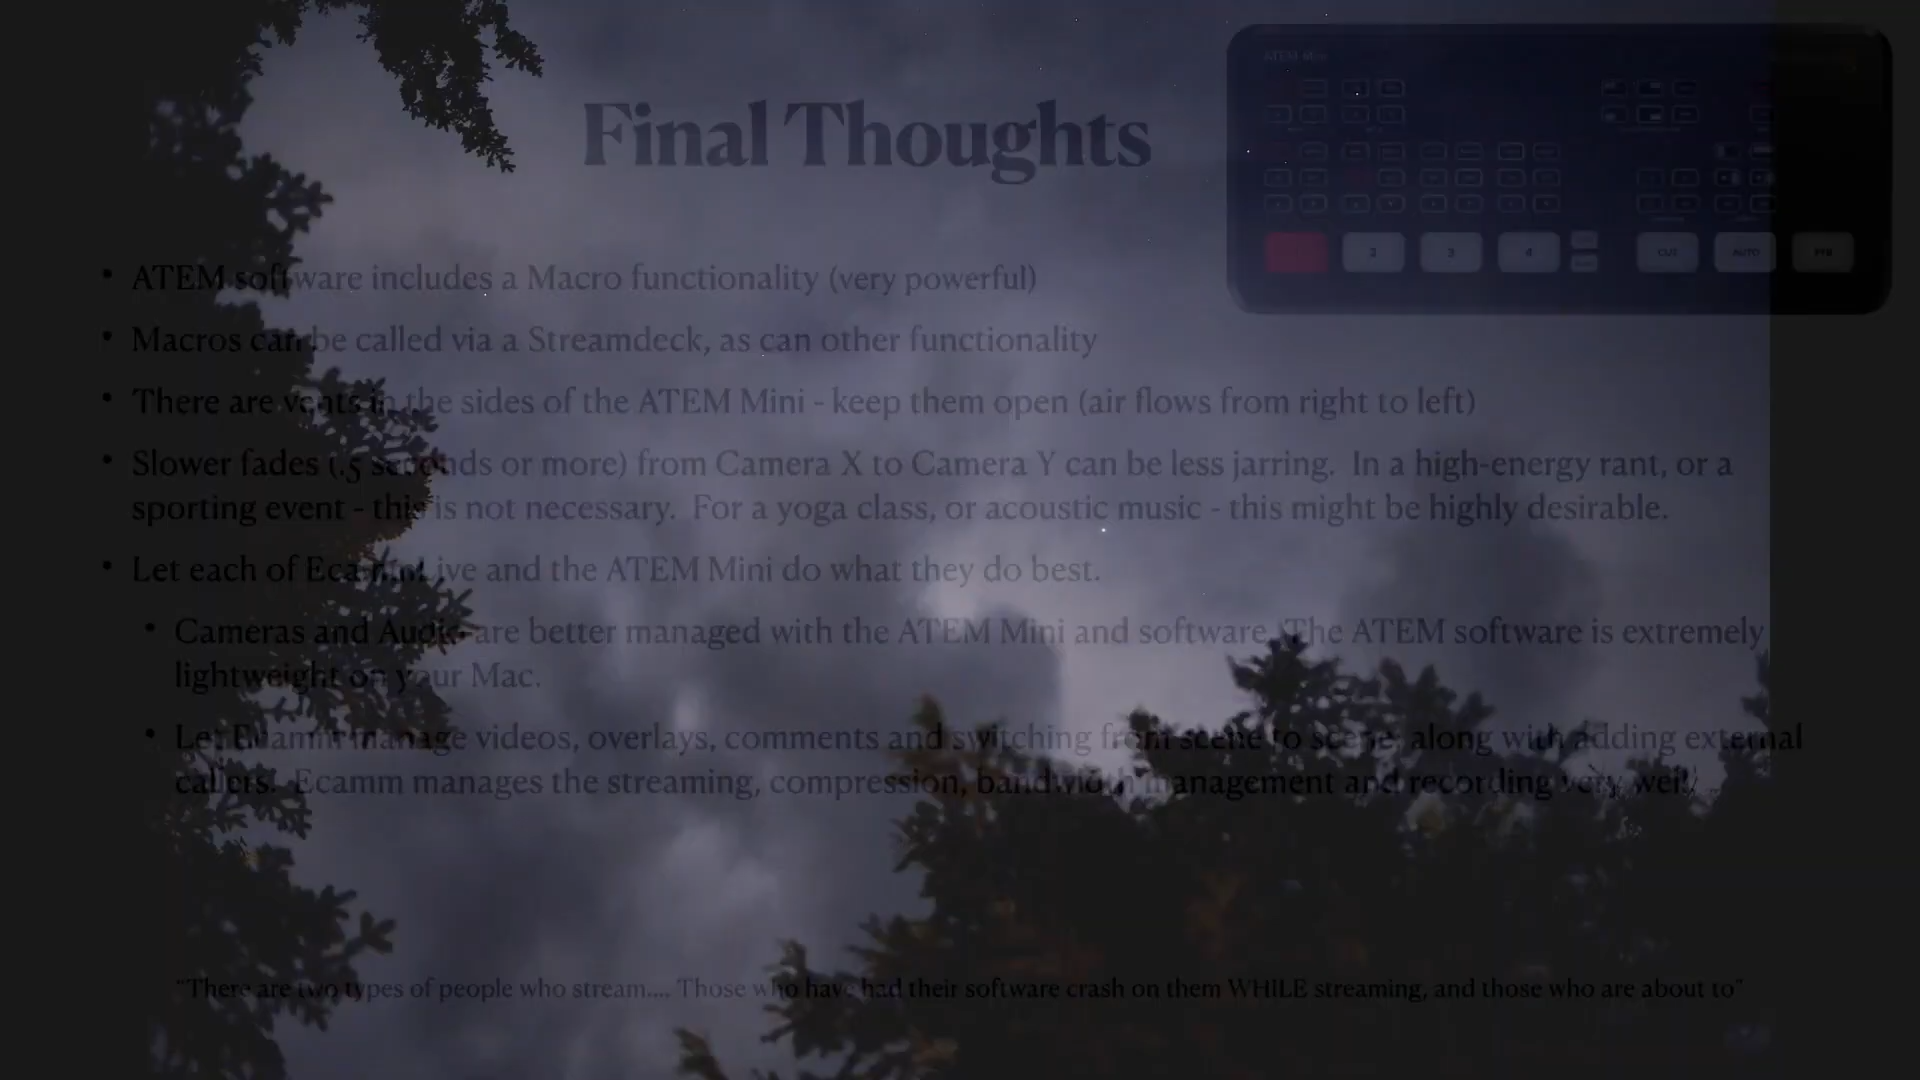 ATEM Mini
Final Thoughts
2
3
4
CUT
AUTO
FTB
• ATEM software includes a Macro functionality (very powerful)
• Macros can be called via a Streamdeck, as can other functionality
• There are vents in the sides of the ATEM Mini - keep them open (air flows from right to left)
• Slower fades (.5 seconds or more) from Camera X to Camera Y can be less jarring. In a high-energy rant, or a
sporting event - this is not necessary. For a yoga class, or acoustic music - this might be highly desirable.
• Let each of Ecamm Live and the ATEM Mini do what they do best.
• Cameras and Audio are better managed with the ATEM Mini and software. The ATEM software is extremely
lightweight on your Mac.
• Let Ecamm manage videos, overlays, comments and switching from scene to scene, along with adding external
callers. Ecamm manages the streaming, compression, bandwidth management and recording very well.
"There are two types of people who stream.... Those who have had their software crash on them WHILE streaming, and those who are about to"